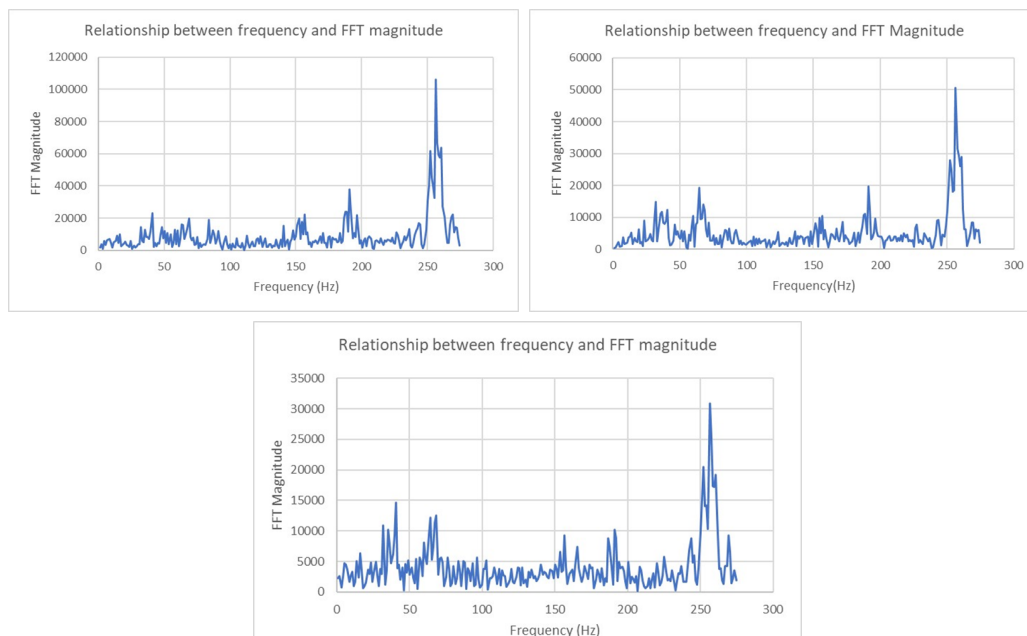 Relationship between frequency and FFT magnitude
120000
100000
80000
60000
40000
20000
0
0 50 100 150 200 250 300
FFT Magnitude
Frequency (Hz)
Relationship between frequency and FFT Magnitude
60000
50000
40000
30000
20000
10000
0
0 50 100 150 200 250 300
FFT Magnitude
Frequency(Hz)
Relationship between frequency and FFT magnitude
35000
30000
25000
20000
15000
10000
5000
0
0 50 100 150 200 250 300
FFT Magnitude
Frequency (Hz)